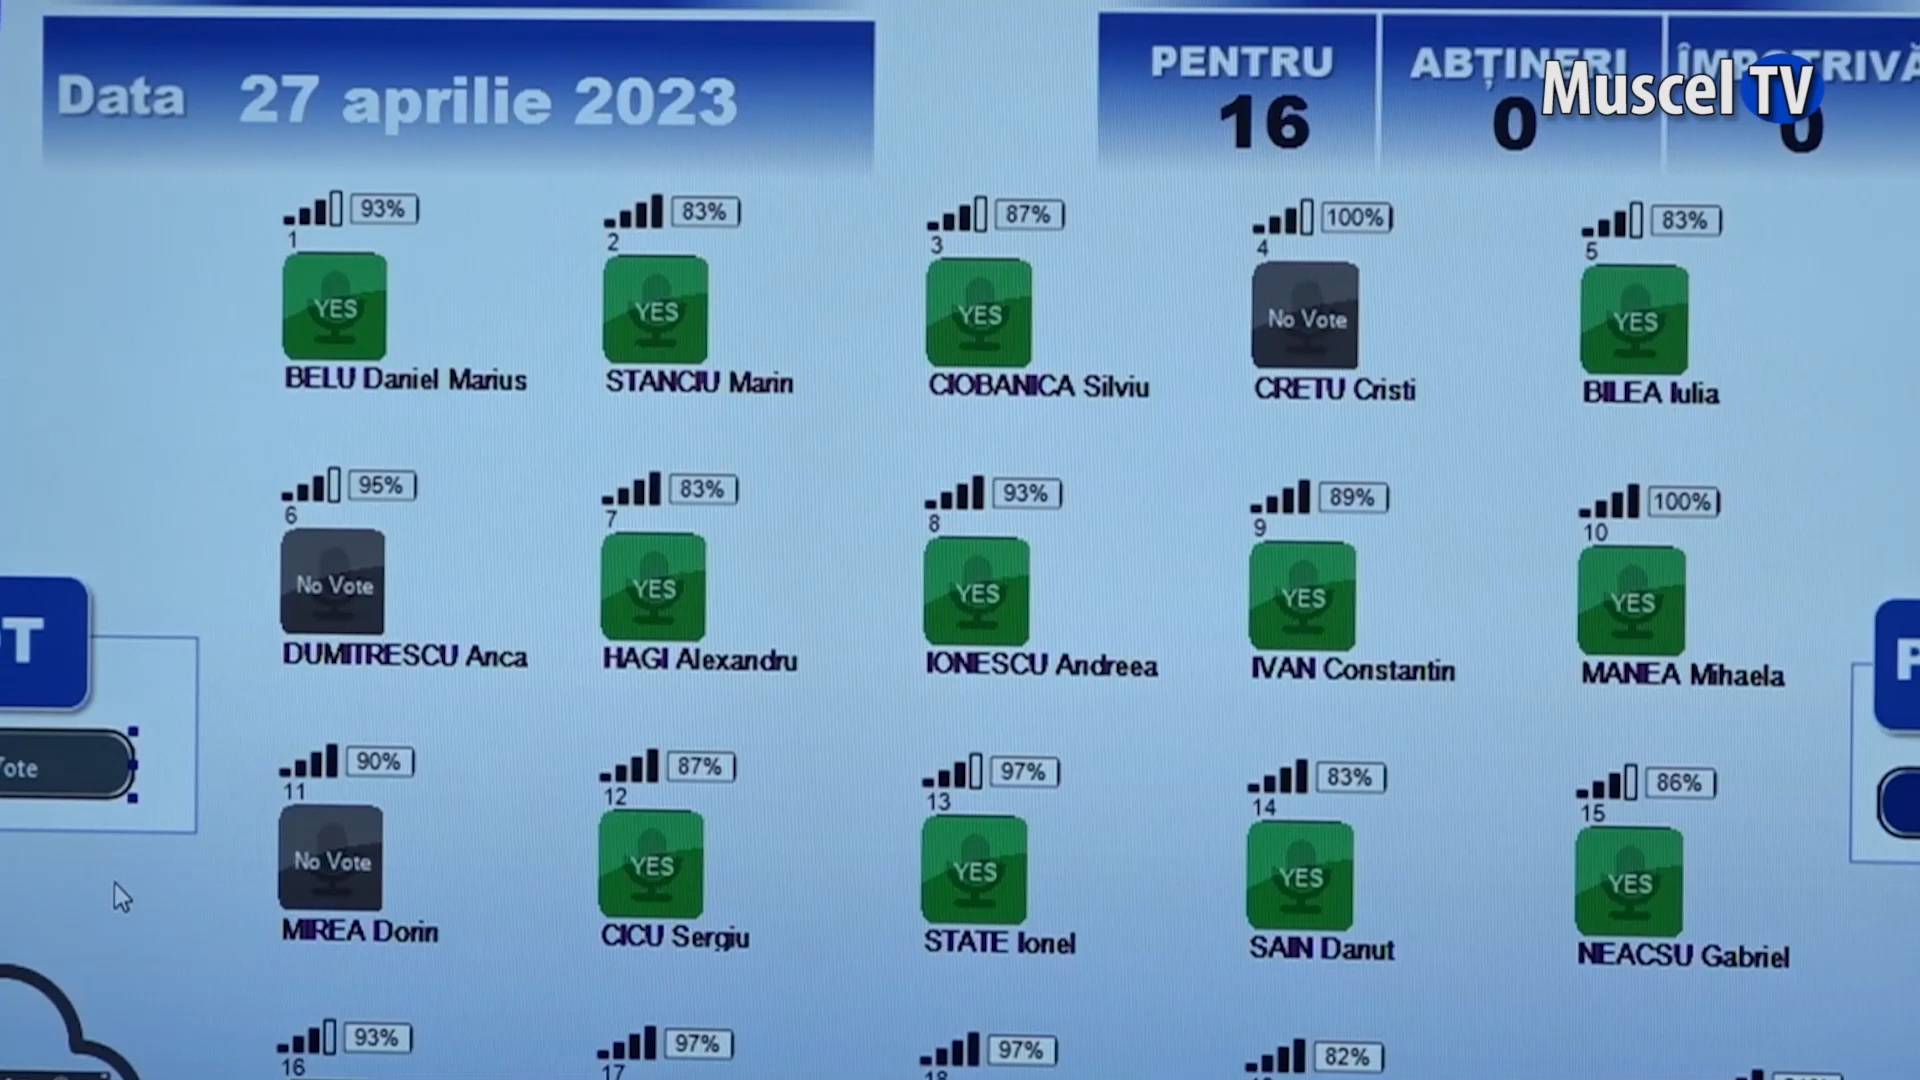 Data 27 aprilie 2023
PENTRU ABȚINERI
16 0 0
Muscel TV
93% 83% 87% 100% 83%
1 2 3 4 5
YES YES YES No Vote YES
BELU Daniel Marius STANCIU Marin CIOBANICA Silviu CRETU Cristi BILEA Iulia
95% 83% 93% 89% 100%
6 7 8 9 10
No Vote YES YES YES YES
DUMITRESCU Anca HAGI Alexandru IONESCU Andreea IVAN Constantin MANEA Mihaela
90% 87% 97% 83% 86%
11 12 13 14 15
No Vote YES YES YES YES
MIREA Dorin CICU Sergiu STATE Ionel SAIN Danut NEACSU Gabriel
93% 97% 97% 82%
16 17 18